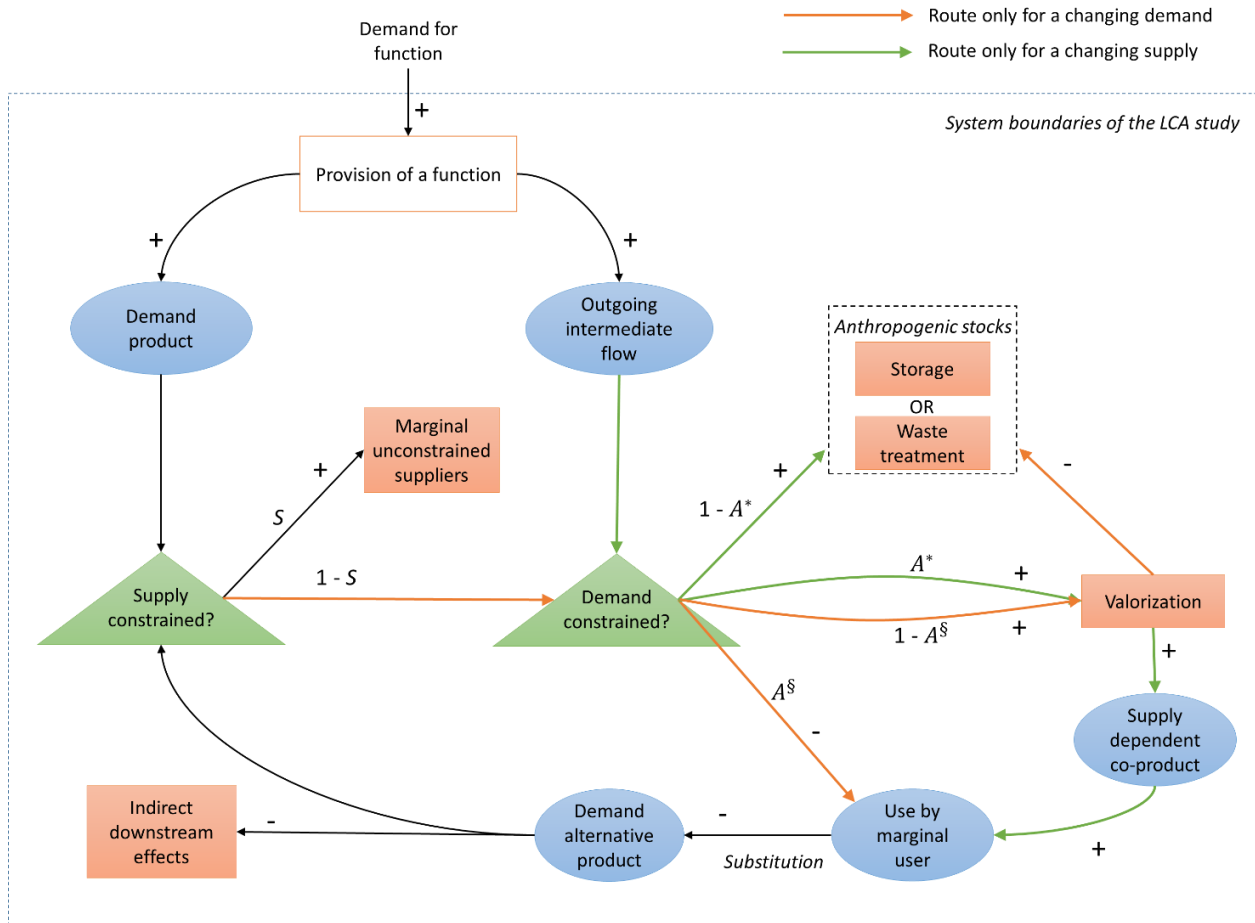 Route only for a changing demand
Route only for a changing supply
Demand for
function
+
System boundaries of the LCA study
Provision of a function
+
+
Demand
product
Outgoing
intermediate
flow
Anthropogenic stocks
Storage
OR
Waste
treatment
Marginal
unconstrained
suppliers
+
S
+
-
1 - A*
1 - S
A*
+
Supply
constrained?
Demand
constrained?
Valorization
1 - A§
+
+
A§
-
Supply
dependent
co-product
Indirect
downstream
effects
-
Demand
alternative
product
-
Substitution
Use by
marginal
user
+